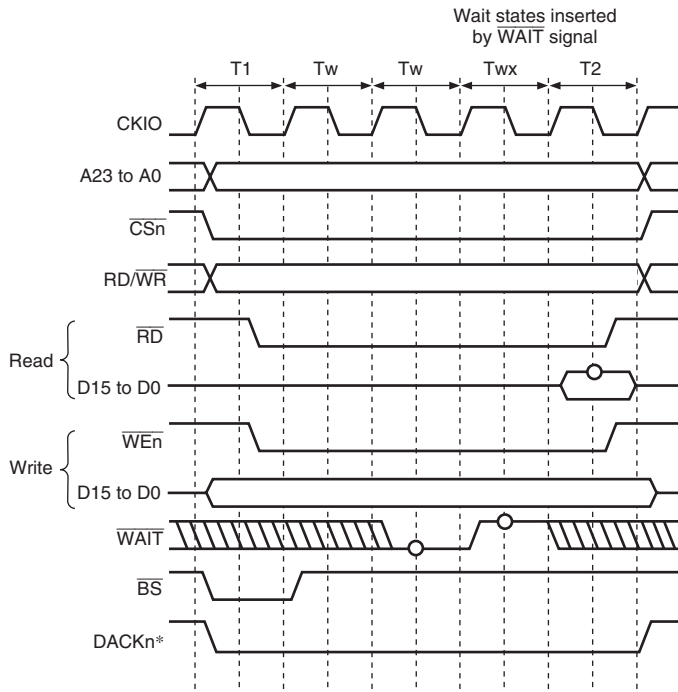 Wait states inserted
by WAIT signal
T1 Tw Tw Twx T2
CKIO
A23 to A0
CSn
RD/WR
Read
RD
D15 to D0
Write
WEn
D15 to D0
WAIT
BS
DACKn*